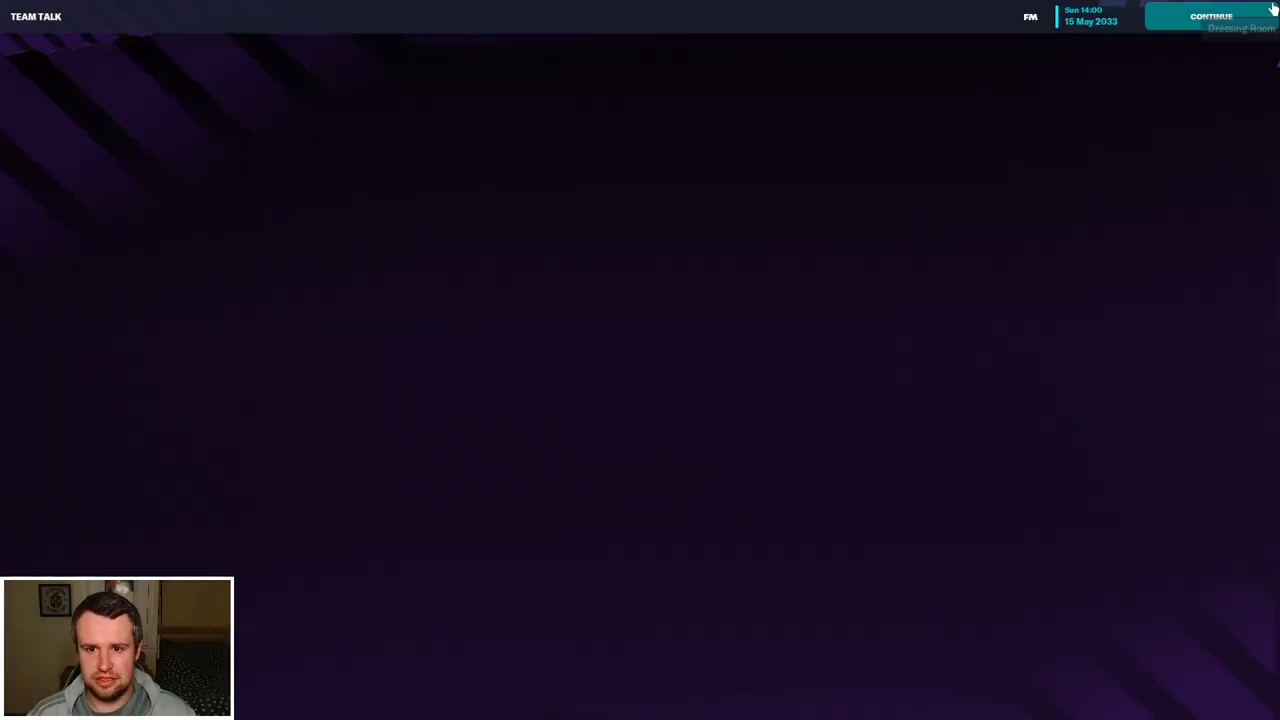 TEAM TALK
FM
Sun 14:00
15 May 2033
CONTINUE
Dressing Room